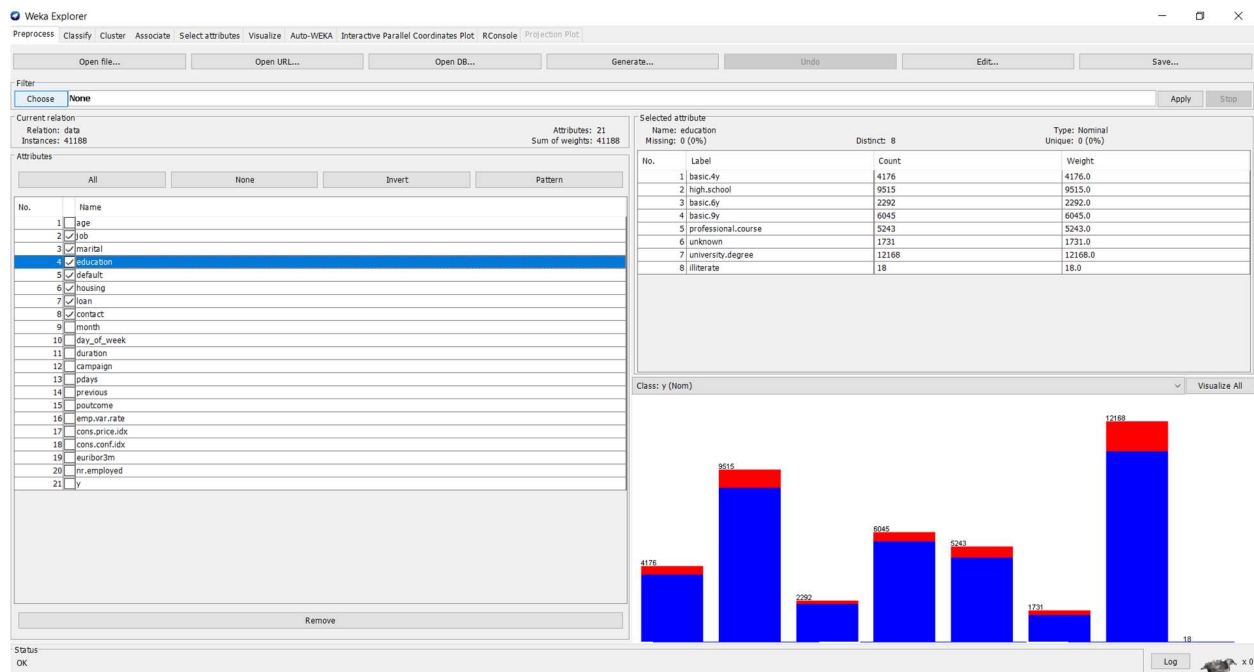 Weka Explorer
Preprocess Classify Cluster Associate Select attributes Visualize Auto-WEKA Interactive Parallel Coordinates Plot RConsole Projection Plot
Open file... Open URL... Open DB... Generate... Undo Edit... Save...
Filter
Choose None Apply Stop
Current relation
Relation: data Attributes: 21
Instances: 41188 Sum of weights: 41188
Attributes
All None Invert Pattern
No. Name
1 age
2 job
3 marital
4 education
5 default
6 housing
7 loan
8 contact
9 month
10 day_of_week
11 duration
12 campaign
13 pdays
14 previous
15 poutcome
16 emp.var.rate
17 cons.price.idx
18 cons.conf.idx
19 euribor3m
20 nr.employed
21 y
Remove
Selected attribute
Name: education Type: Nominal
Missing: 0 (0%) Distinct: 8 Unique: 0 (0%)
No. Label Count Weight
1 basic.4y 4176 4176.0
2 high.school 9515 9515.0
3 basic.6y 2292 2292.0
4 basic.9y 6045 6045.0
5 professional.course 5243 5243.0
6 unknown 1731 1731.0
7 university.degree 12168 12168.0
8 illiterate 18 18.0
Class: y (Nom) Visualize All
4176
9515
2292
6045
5243
1731
12168
18
Status
OK
Log x 0